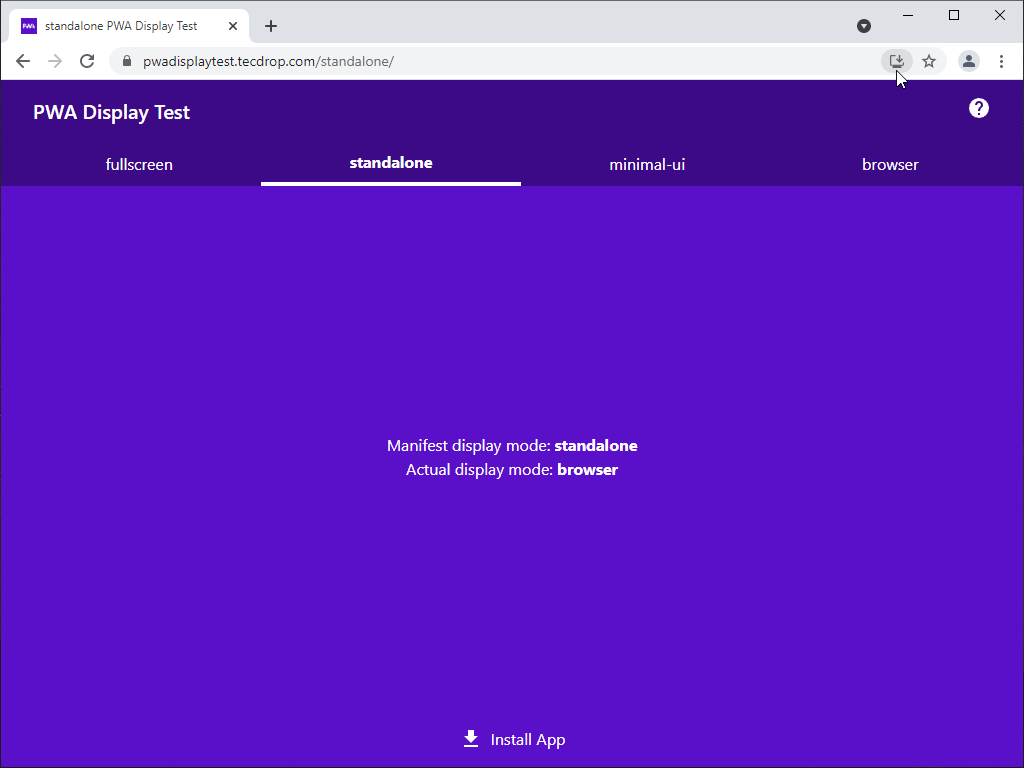 PWA standalone PWA Display Test
pwadisplaytest.tecdrop.com/standalone/
PWA Display Test
?
fullscreen standalone minimal-ui browser
Manifest display mode: standalone
Actual display mode: browser
Install App